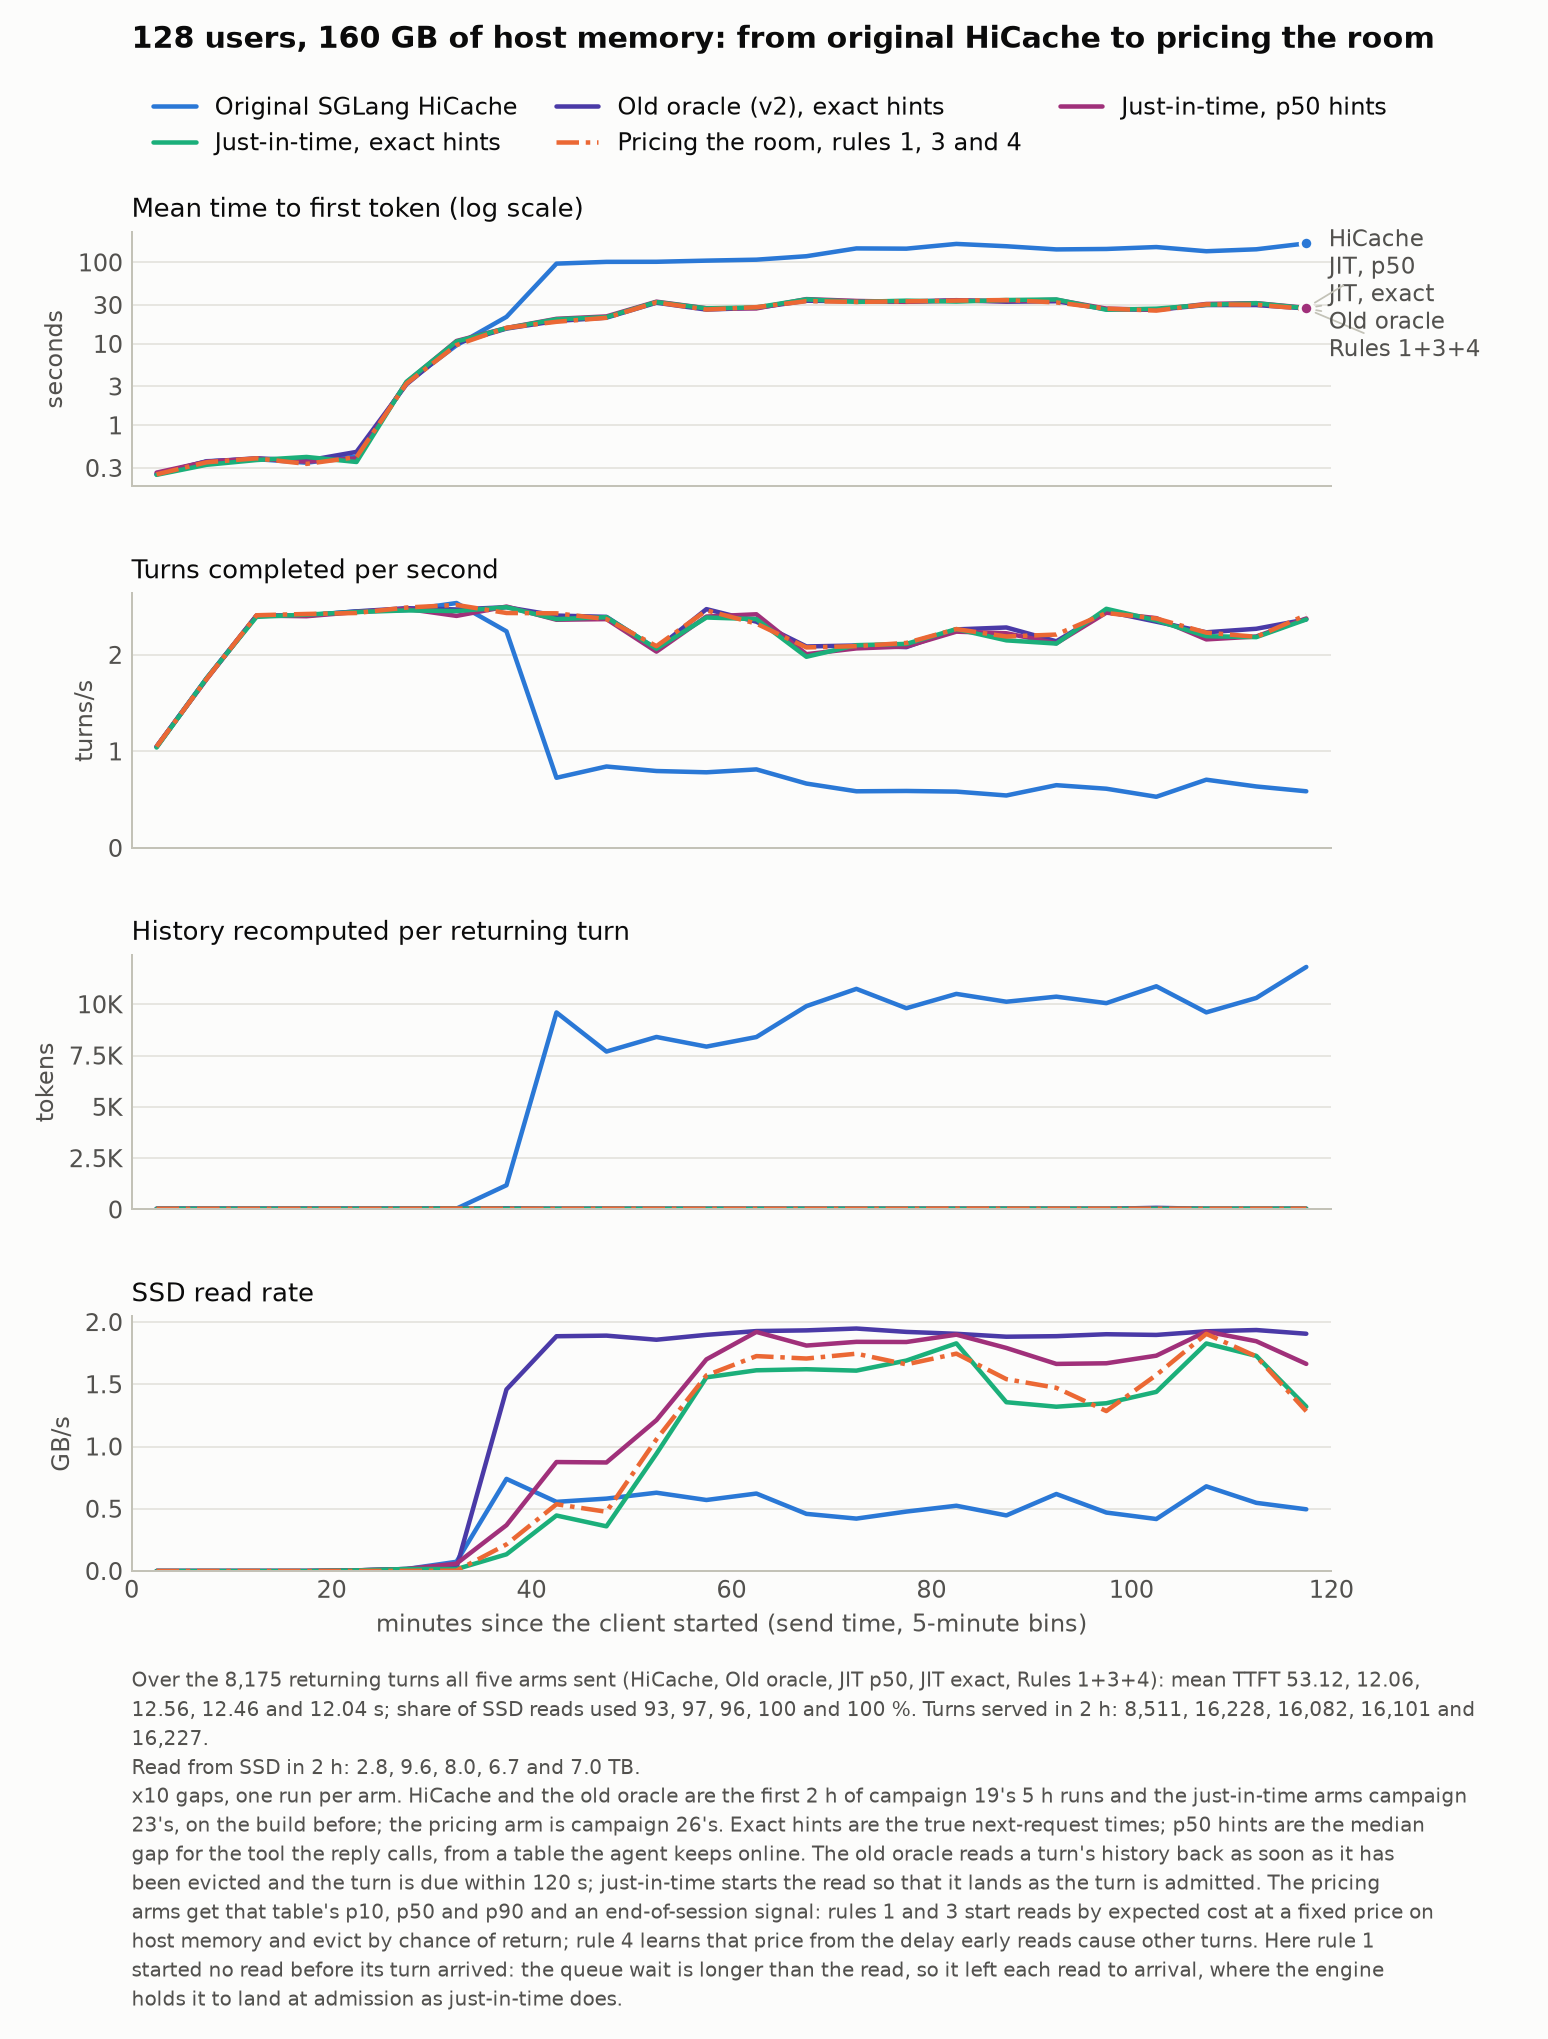 128 users, 160 GB of host memory: from original HiCache to pricing the room
Original SGLang HiCache
Old oracle (v2), exact hints
Just-in-time, p50 hints
Just-in-time, exact hints
Pricing the room, rules 1, 3 and 4
Mean time to first token (log scale)
seconds
100
30
10
3
1
0.3
HiCache
JIT, p50
JIT, exact
Old oracle
Rules 1+3+4
Turns completed per second
turns/s
2
1
0
History recomputed per returning turn
tokens
10K
7.5K
5K
2.5K
0
SSD read rate
GB/s
2.0
1.5
1.0
0.5
0.0
0 20 40 60 80 100 120
minutes since the client started (send time, 5-minute bins)
Over the 8,175 returning turns all five arms sent (HiCache, Old oracle, JIT p50, JIT exact, Rules 1+3+4): mean TTFT 53.12, 12.06,
12.56, 12.46 and 12.04 s; share of SSD reads used 93, 97, 96, 100 and 100 %. Turns served in 2 h: 8,511, 16,228, 16,082, 16,101 and
16,227.
Read from SSD in 2 h: 2.8, 9.6, 8.0, 6.7 and 7.0 TB.
x10 gaps, one run per arm. HiCache and the old oracle are the first 2 h of campaign 19's 5 h runs and the just-in-time arms campaign
23's, on the build before; the pricing arm is campaign 26's. Exact hints are the true next-request times; p50 hints are the median
gap for the tool the reply calls, from a table the agent keeps online. The old oracle reads a turn's history back as soon as it has
been evicted and the turn is due within 120 s; just-in-time starts the read so that it lands as the turn is admitted. The pricing
arms get that table's p10, p50 and p90 and an end-of-session signal: rules 1 and 3 start reads by expected cost at a fixed price on
host memory and evict by chance of return; rule 4 learns that price from the delay early reads cause other turns. Here rule 1
started no read before its turn arrived: the queue wait is longer than the read, so it left each read to arrival, where the engine
holds it to land at admission as just-in-time does.